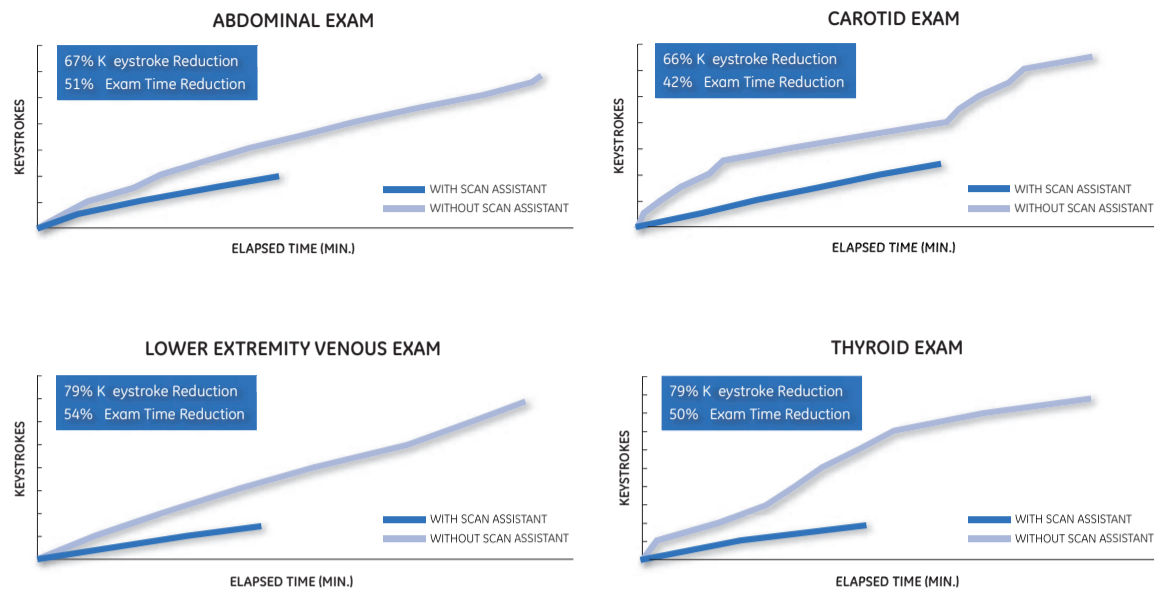 ABDOMINAL EXAM
67% K eystroke Reduction
51% Exam Time Reduction
KEYSTROKES
WITH SCAN ASSISTANT
WITHOUT SCAN ASSISTANT
ELAPSED TIME (MIN.)
CAROTID EXAM
66% K eystroke Reduction
42% Exam Time Reduction
KEYSTROKES
WITH SCAN ASSISTANT
WITHOUT SCAN ASSISTANT
ELAPSED TIME (MIN.)
LOWER EXTREMITY VENOUS EXAM
79% K eystroke Reduction
54% Exam Time Reduction
KEYSTROKES
WITH SCAN ASSISTANT
WITHOUT SCAN ASSISTANT
ELAPSED TIME (MIN.)
THYROID EXAM
79% K eystroke Reduction
50% Exam Time Reduction
KEYSTROKES
WITH SCAN ASSISTANT
WITHOUT SCAN ASSISTANT
ELAPSED TIME (MIN.)